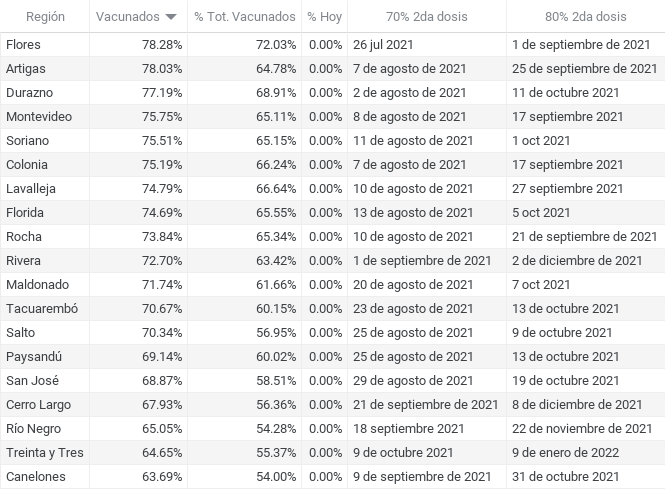 Región Vacunados % Tot. Vacunados % Hoy 70% 2da dosis 80% 2da dosis
Flores 78.28% 72.03% 0.00% 26 jul 2021 1 de septiembre de 2021
Artigas 78.03% 64.78% 0.00% 7 de agosto de 2021 25 de septiembre de 2021
Durazno 77.19% 68.91% 0.00% 2 de agosto de 2021 11 de octubre 2021
Montevideo 75.75% 65.11% 0.00% 8 de agosto de 2021 17 septiembre 2021
Soriano 75.51% 65.15% 0.00% 11 de agosto de 2021 1 oct 2021
Colonia 75.19% 66.24% 0.00% 7 de agosto de 2021 17 septiembre 2021
Lavalleja 74.79% 66.64% 0.00% 10 de agosto de 2021 27 septiembre 2021
Florida 74.69% 65.55% 0.00% 13 de agosto de 2021 5 oct 2021
Rocha 73.84% 65.34% 0.00% 10 de agosto de 2021 21 de septiembre de 2021
Rivera 72.70% 63.42% 0.00% 1 de septiembre de 2021 2 de diciembre de 2021
Maldonado 71.74% 61.66% 0.00% 20 de agosto de 2021 7 oct 2021
Tacuarembó 70.67% 60.15% 0.00% 23 de agosto de 2021 13 de octubre 2021
Salto 70.34% 56.95% 0.00% 25 de agosto de 2021 9 de octubre 2021
Paysandú 69.14% 60.02% 0.00% 25 de agosto de 2021 13 de octubre 2021
San José 68.87% 58.51% 0.00% 29 de agosto de 2021 19 de octubre 2021
Cerro Largo 67.93% 56.36% 0.00% 21 de septiembre de 2021 8 de diciembre de 2021
Río Negro 65.05% 54.28% 0.00% 18 septiembre 2021 22 de noviembre de 2021
Treinta y Tres 64.65% 55.37% 0.00% 9 de octubre de 2021 9 de enero de 2022
Canelones 63.69% 54.00% 0.00% 9 de septiembre de 2021 31 de octubre 2021